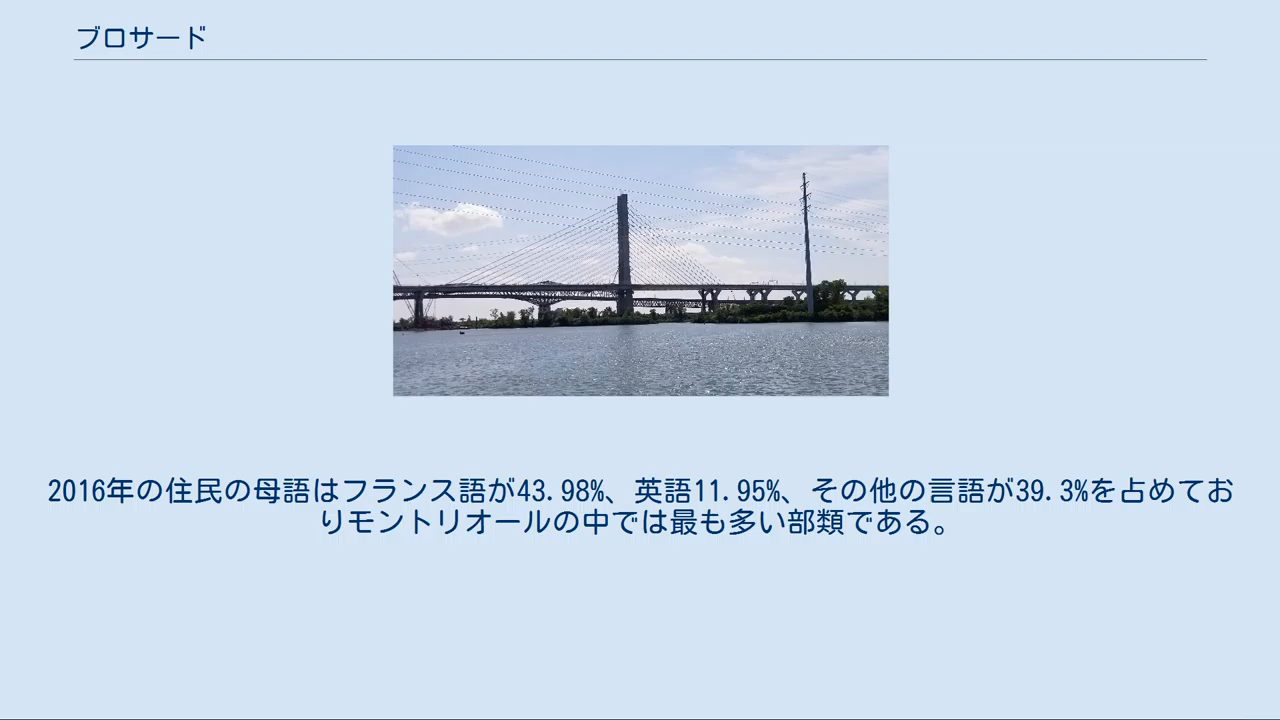 ブロサード
2016年の住民の母語はフランス語が43.98%、英語11.95%、その他の言語が39.3%を占めてお
りモントリオールの中では最も多い部類である。